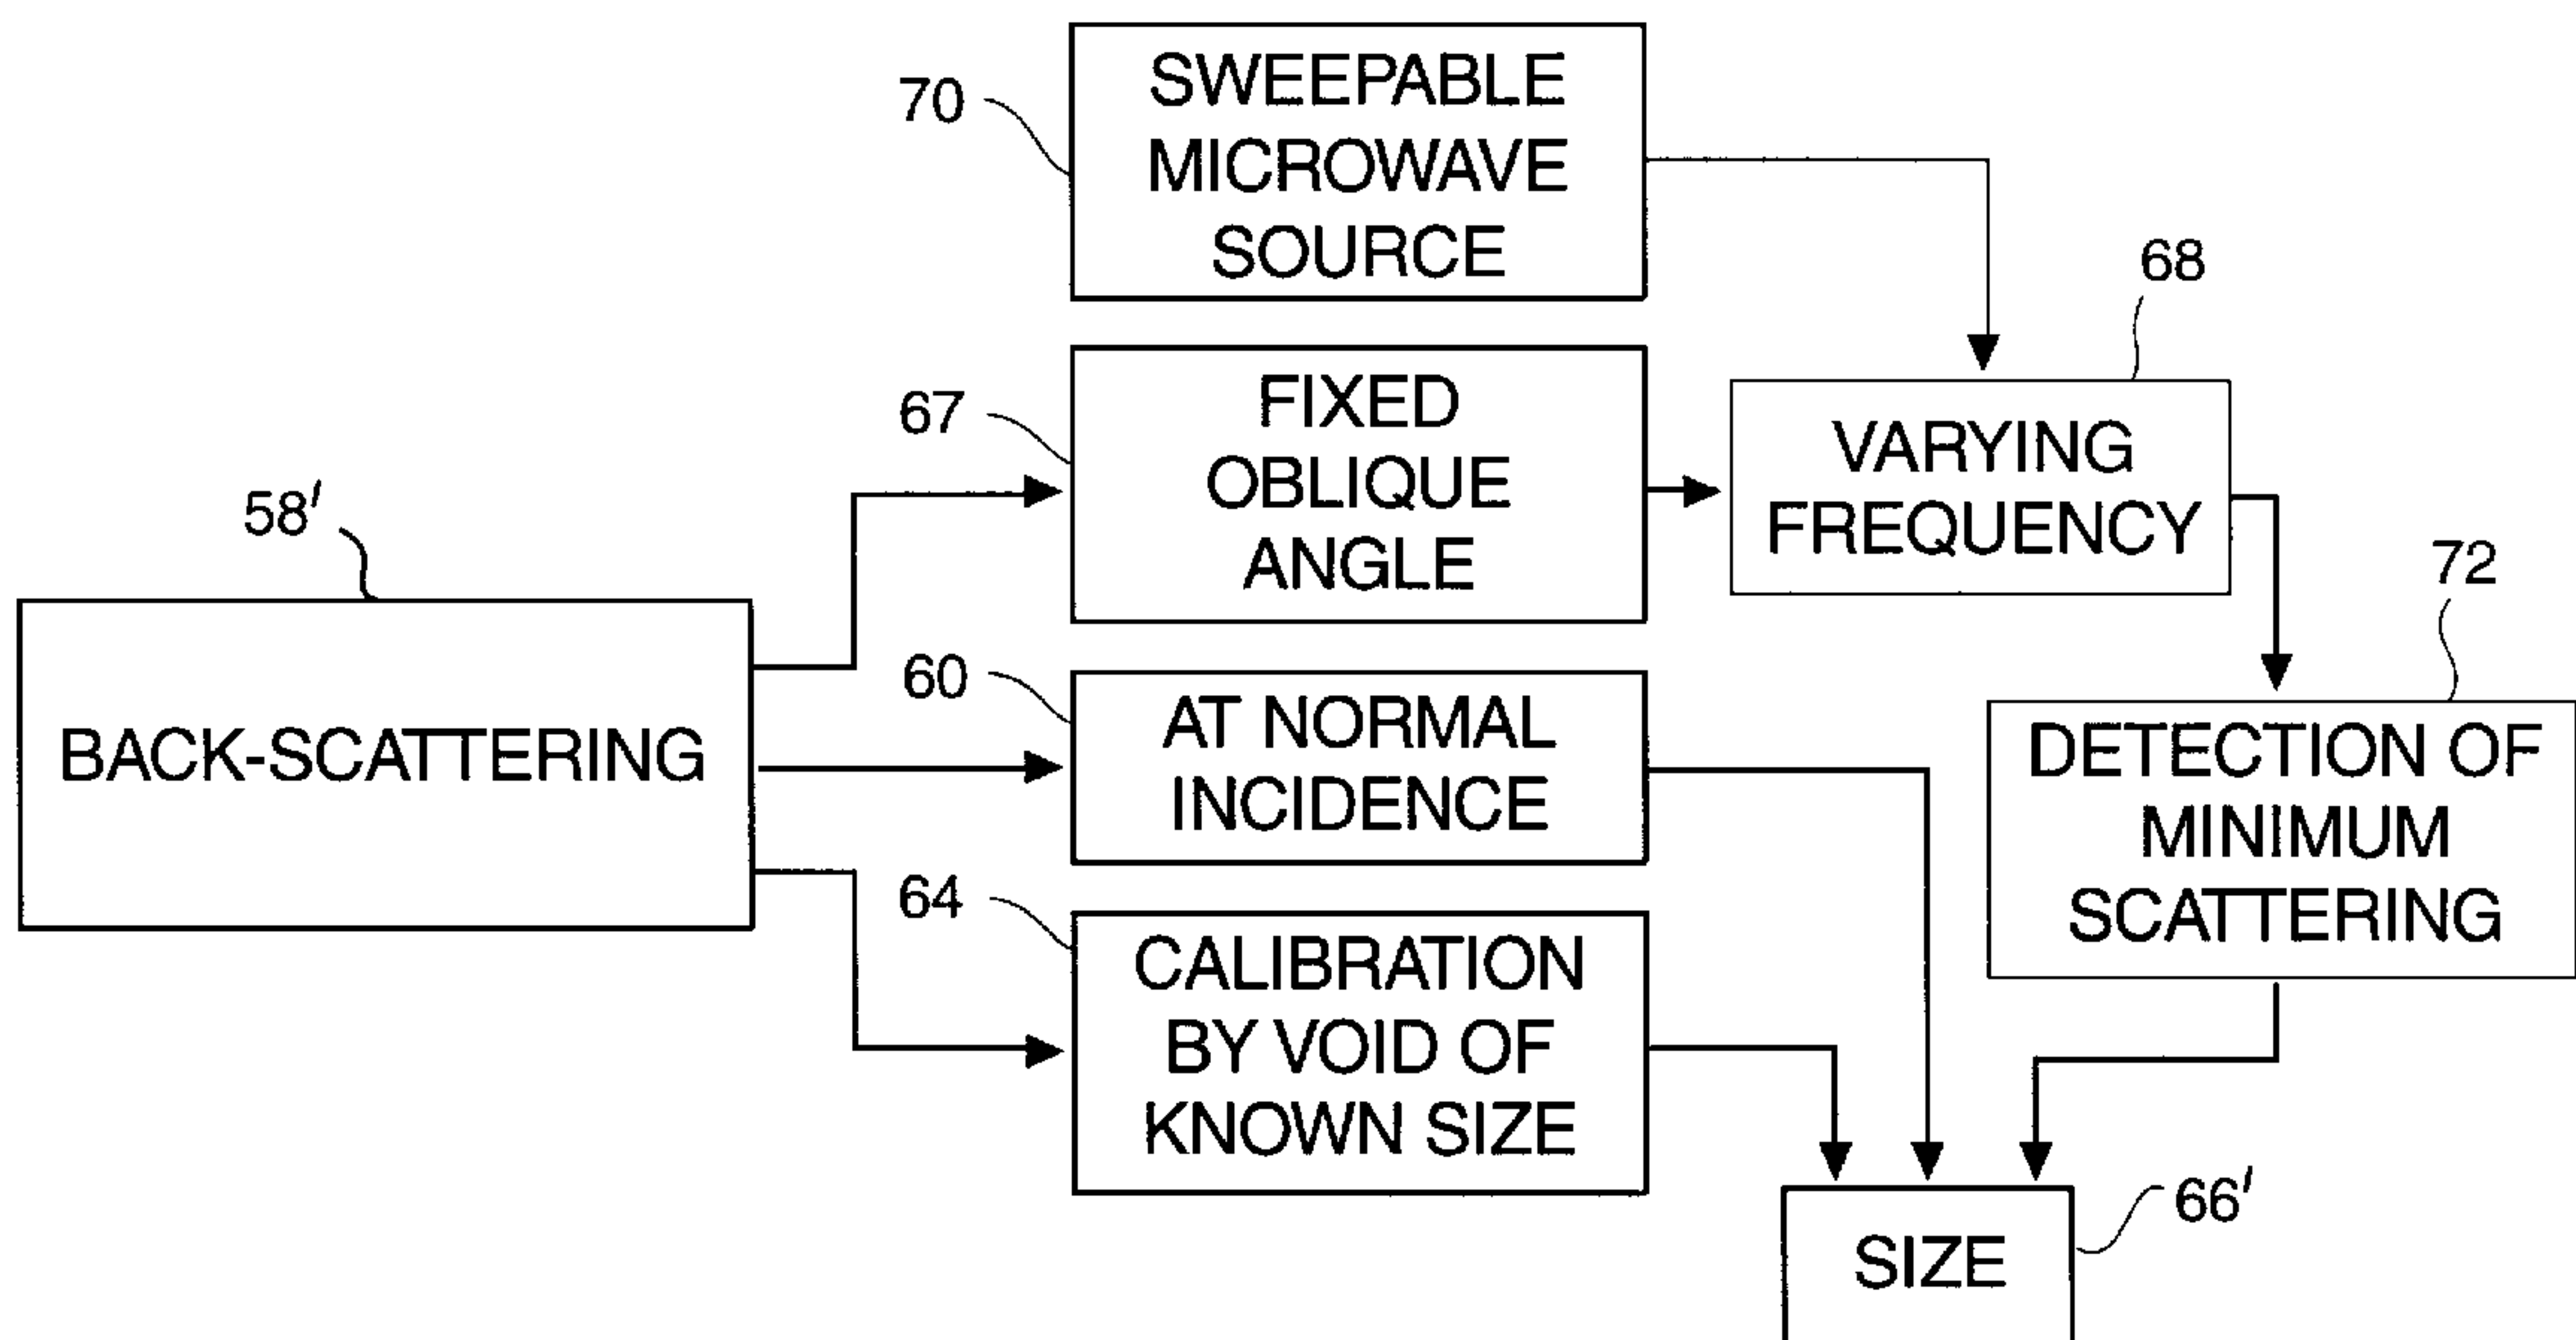 70
SWEEPABLE
MICROWAVE
SOURCE
68
67
FIXED
OBLIQUE
ANGLE
VARYING
FREQUENCY
58'
BACK-SCATTERING
72
60
AT NORMAL
INCIDENCE
DETECTION OF
MINIMUM
SCATTERING
64
CALIBRATION
BY VOID OF
KNOWN SIZE
66'
SIZE